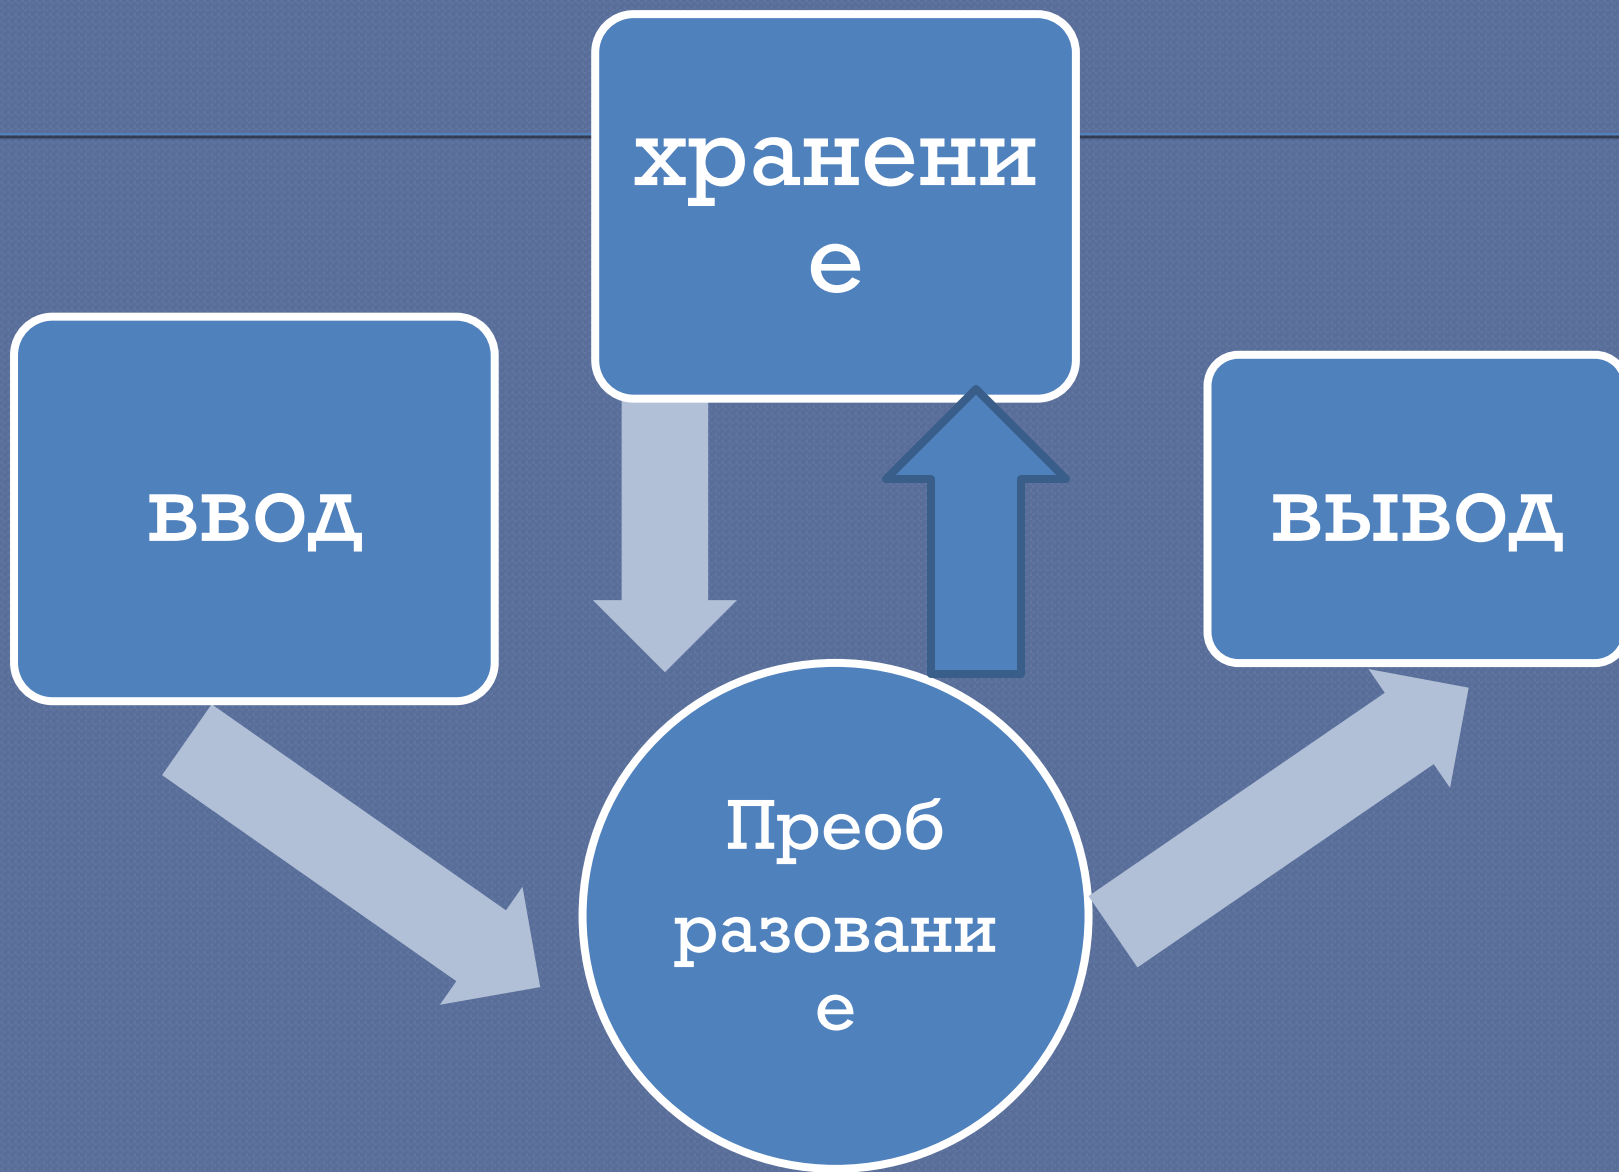 хранени
е
ввод
вывод
Преоб
разовани
е